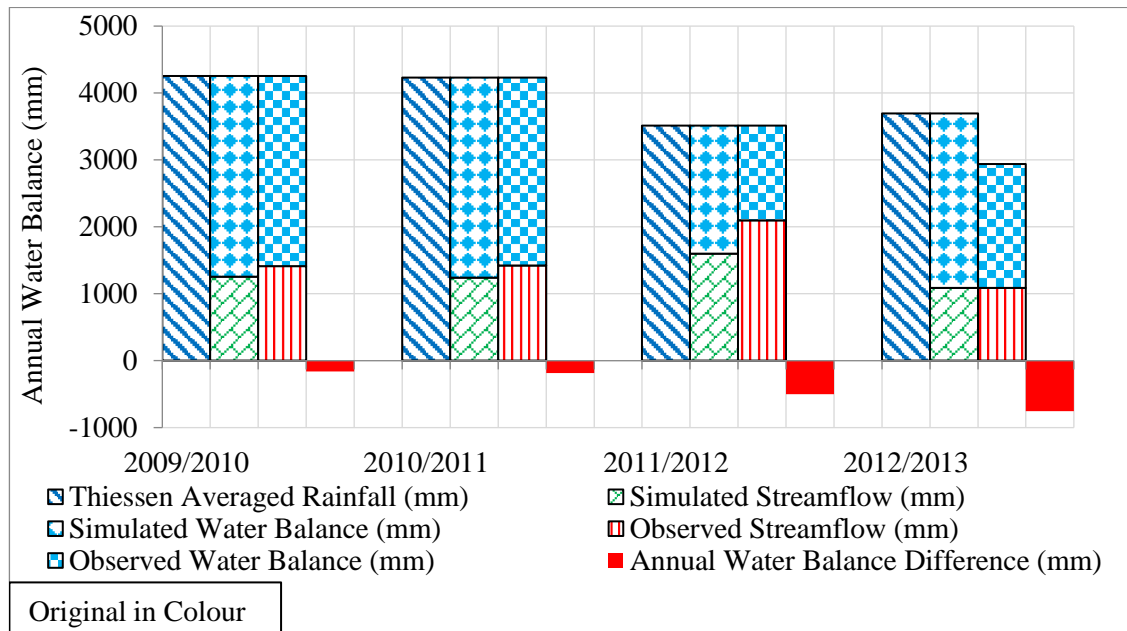 Annual Water Balance (mm)
5000
4000
3000
2000
1000
0
-1000
2009/2010 2010/2011 2011/2012 2012/2013
Thiessen Averaged Rainfall (mm) Simulated Streamflow (mm)
Simulated Water Balance (mm) Observed Streamflow (mm)
Observed Water Balance (mm) Annual Water Balance Difference (mm)
Original in Colour